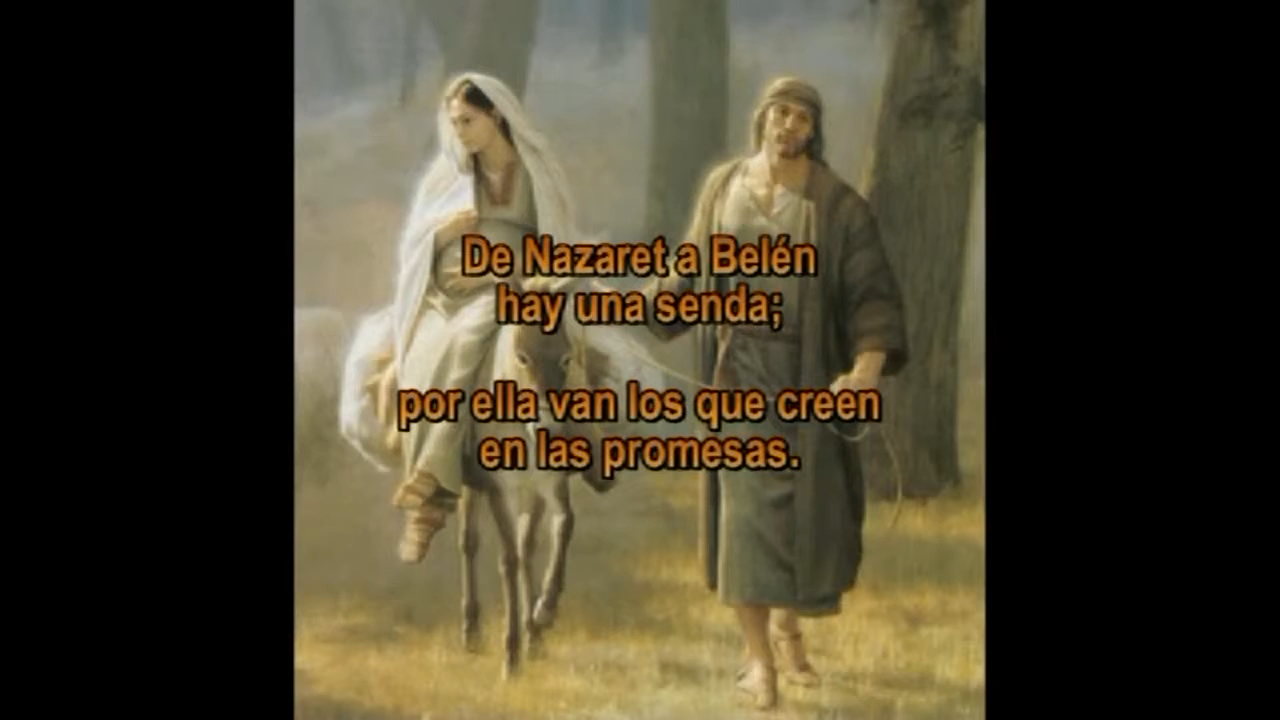 De Nazaret a Belén
hay una senda;
por ella van los que creen
en las promesas.